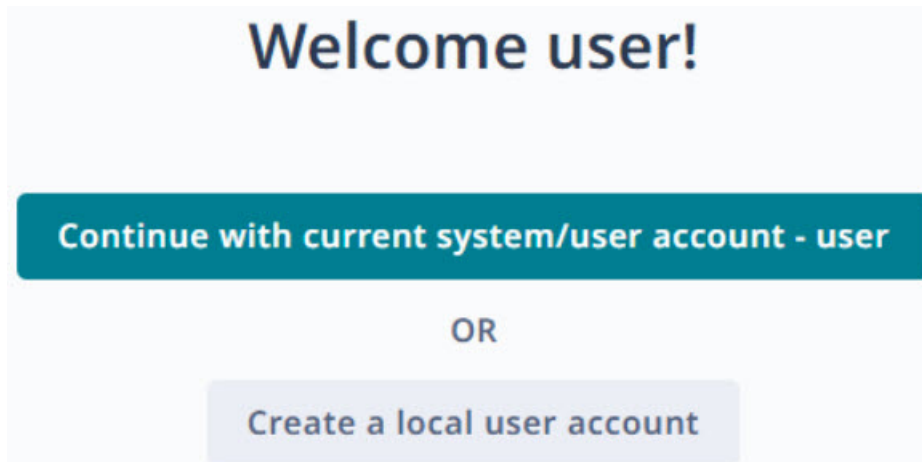 Welcome user!
Continue with current system/user account - user
OR
Create a local user account